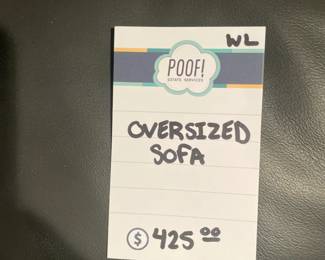 WL
POOF!
ESTATE SERVICES
OVERSIZED
SOFA
$ 425 00